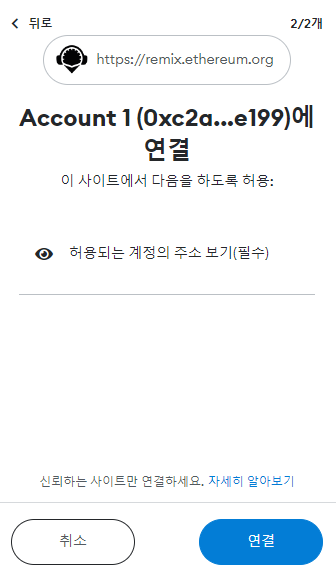 뒤로 2/2개
https://remix.ethereum.org
Account 1 (0xc2a...e199)에
연결
이 사이트에서 다음을 하도록 허용:
허용되는 계정의 주소 보기(필수)
신뢰하는 사이트만 연결하세요. 자세히 알아보기
취소 연결